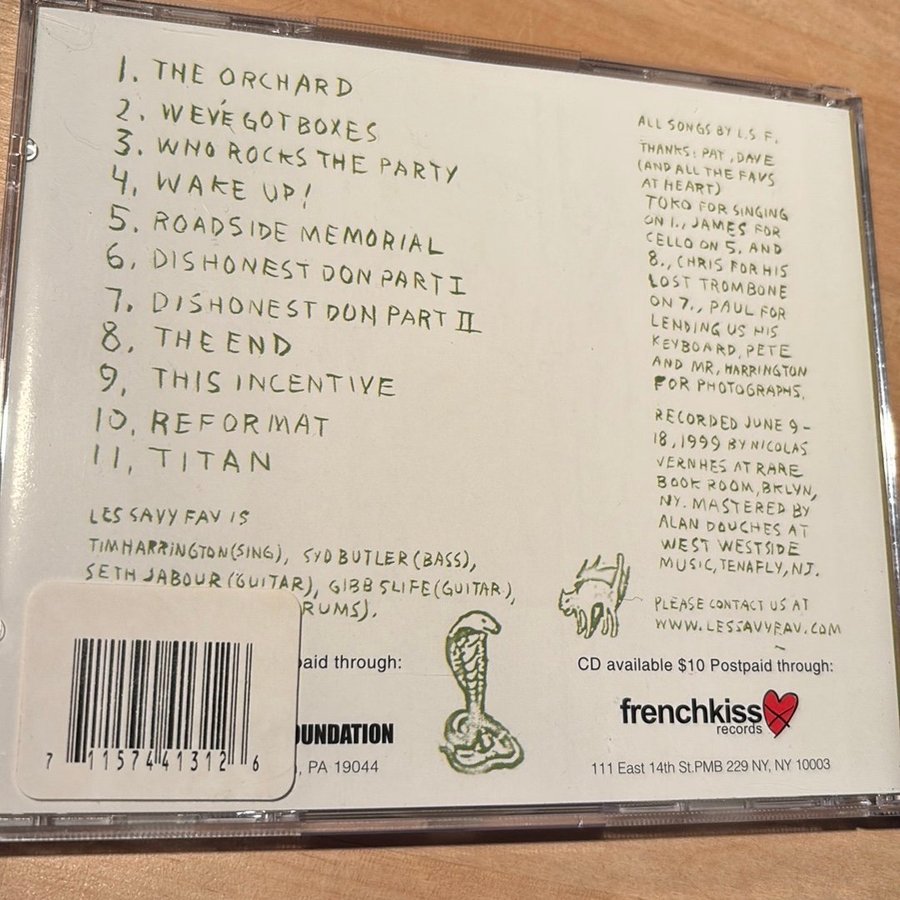 1. THE ORCHARD
2. WE'VE GOT BOXES
3. WHO ROCKS THE PARTY
4. WAKE UP!
5. ROADSIDE MEMORIAL
6. DISHONEST DON PART I
7. DISHONEST DON PART II
8. THE END
9. THIS INCENTIVE
10. REFORMAT
11. TITAN
LES SAVY FAV IS
TIM HARRINGTON (SING), SYD BUTLER (BASS),
SETH JABOUR (GUITAR), GIBB SLIFE (GUITAR),
RUMS).
paid through:
OUNDATION
, PA 19044
7 11574 41312 6
ALL SONGS BY L.S.F.
THANKS: PAT, DAVE
(AND ALL THE FAVS
AT HEART)
TOKO FOR SINGING
ON 1., JAMES FOR
CELLO ON 5. AND
8., CHRIS FOR HIS
LOST TROMBONE
ON 7., PAUL FOR
LENDING US HIS
KEYBOARD, PETE
AND MR, HARRINGTON
FOR PHOTOGRAPHS.
RECORDED JUNE 9-
18, 1999 BY NICOLAS
VERNHES AT RARE
BOOK ROOM, BKLYN,
NY. MASTERED BY
ALAN DOUCHES AT
WEST WESTSIDE
MUSIC, TENAFLY, NJ.
PLEASE CONTACT US AT
WWW.LESSAVYFAV.COM
CD available $10 Postpaid through:
frenchkiss
records
111 East 14th St.PMB 229 NY, NY 10003